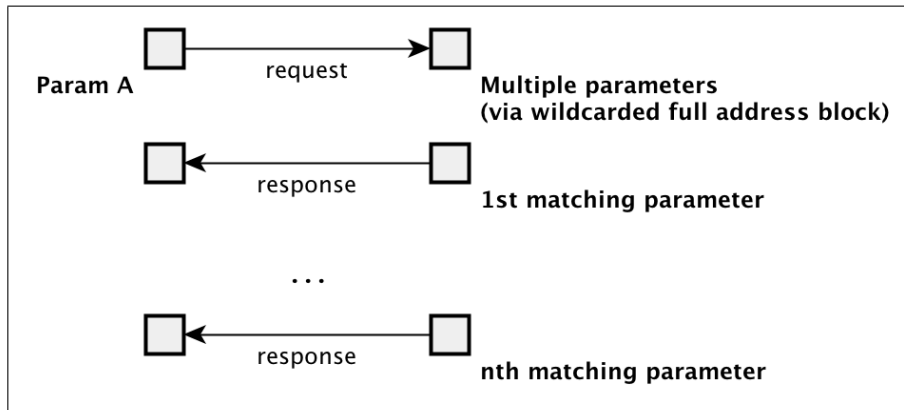 request
Param A
Multiple parameters
(via wildcarded full address block)
response
1st matching parameter
...
response
nth matching parameter